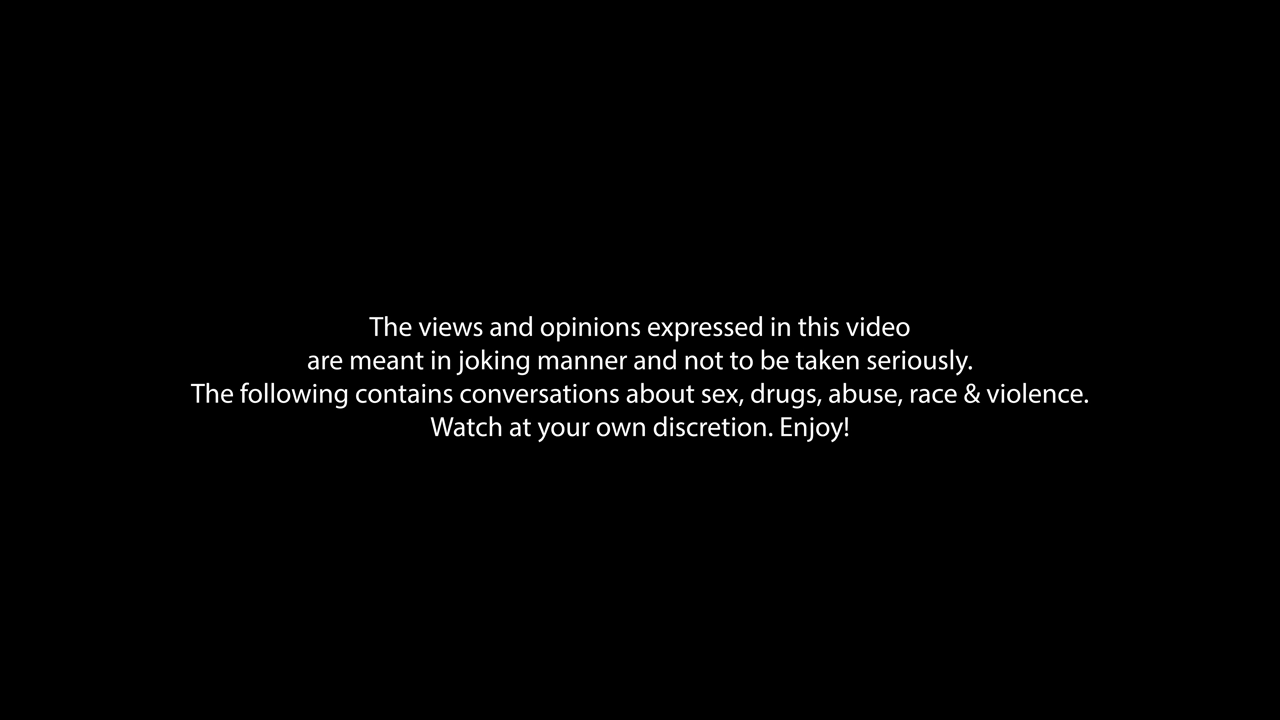 The views and opinions expressed in this video
are meant in joking manner and not to be taken seriously.
The following contains conversations about sex, drugs, abuse, race & violence.
Watch at your own discretion. Enjoy!